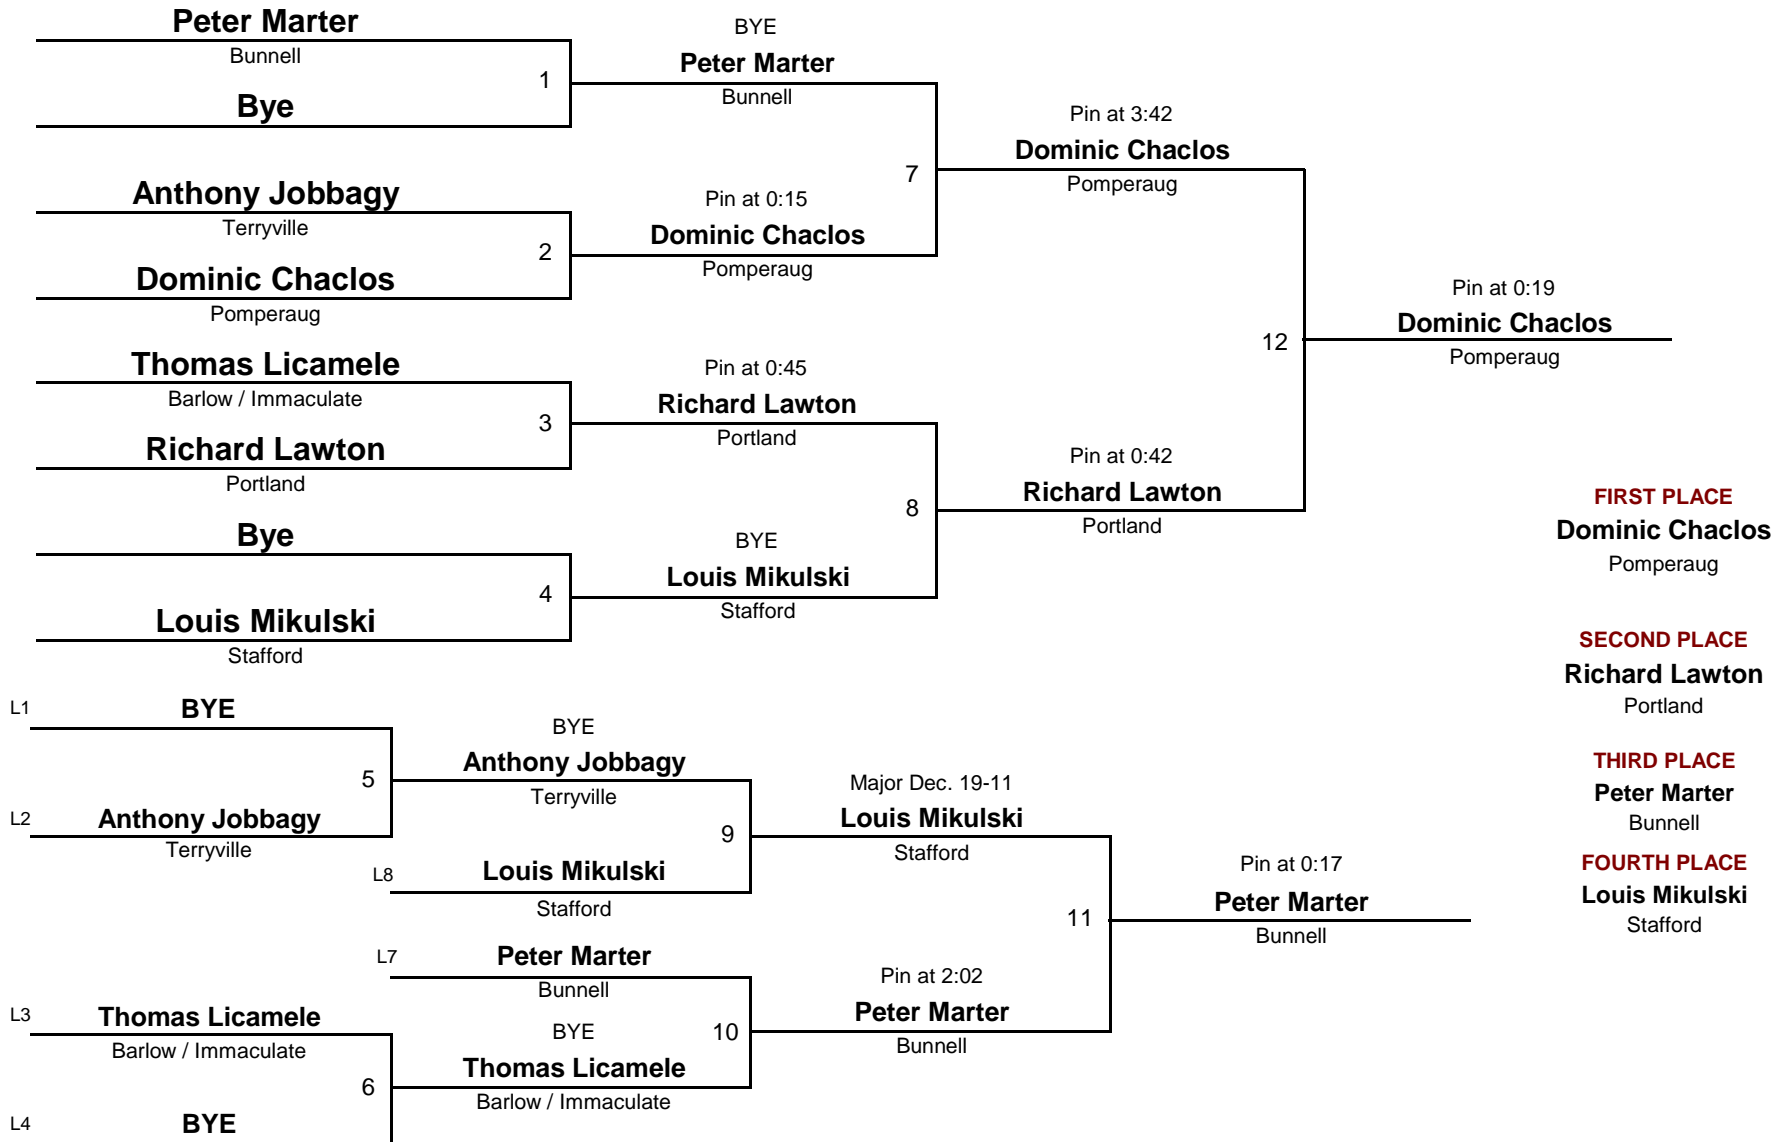 Peter Marter
Bunnell
1
Bye
BYE
Peter Marter
Bunnell
Anthony Jobbagy
Terryville
2
Dominic Chaclos
Pomperaug
Pin at 0:15
Dominic Chaclos
Pomperaug
7
Pin at 3:42
Dominic Chaclos
Pomperaug
Thomas Licamele
Barlow / Immaculate
3
Richard Lawton
Portland
Pin at 0:45
Richard Lawton
Portland
Bye
4
Louis Mikulski
Stafford
BYE
Louis Mikulski
Stafford
8
Pin at 0:42
Richard Lawton
Portland
12
Pin at 0:19
Dominic Chaclos
Pomperaug
FIRST PLACE
Dominic Chaclos
Pomperaug
SECOND PLACE
Richard Lawton
Portland
THIRD PLACE
Peter Marter
Bunnell
FOURTH PLACE
Louis Mikulski
Stafford
L1
BYE
5
L2
Anthony Jobbagy
Terryville
BYE
Anthony Jobbagy
Terryville
9
L8
Louis Mikulski
Stafford
Major Dec. 19-11
Louis Mikulski
Stafford
L7
Peter Marter
Bunnell
10
L3
Thomas Licamele
Barlow / Immaculate
6
L4
BYE
BYE
Thomas Licamele
Barlow / Immaculate
Pin at 2:02
Peter Marter
Bunnell
11
Pin at 0:17
Peter Marter
Bunnell